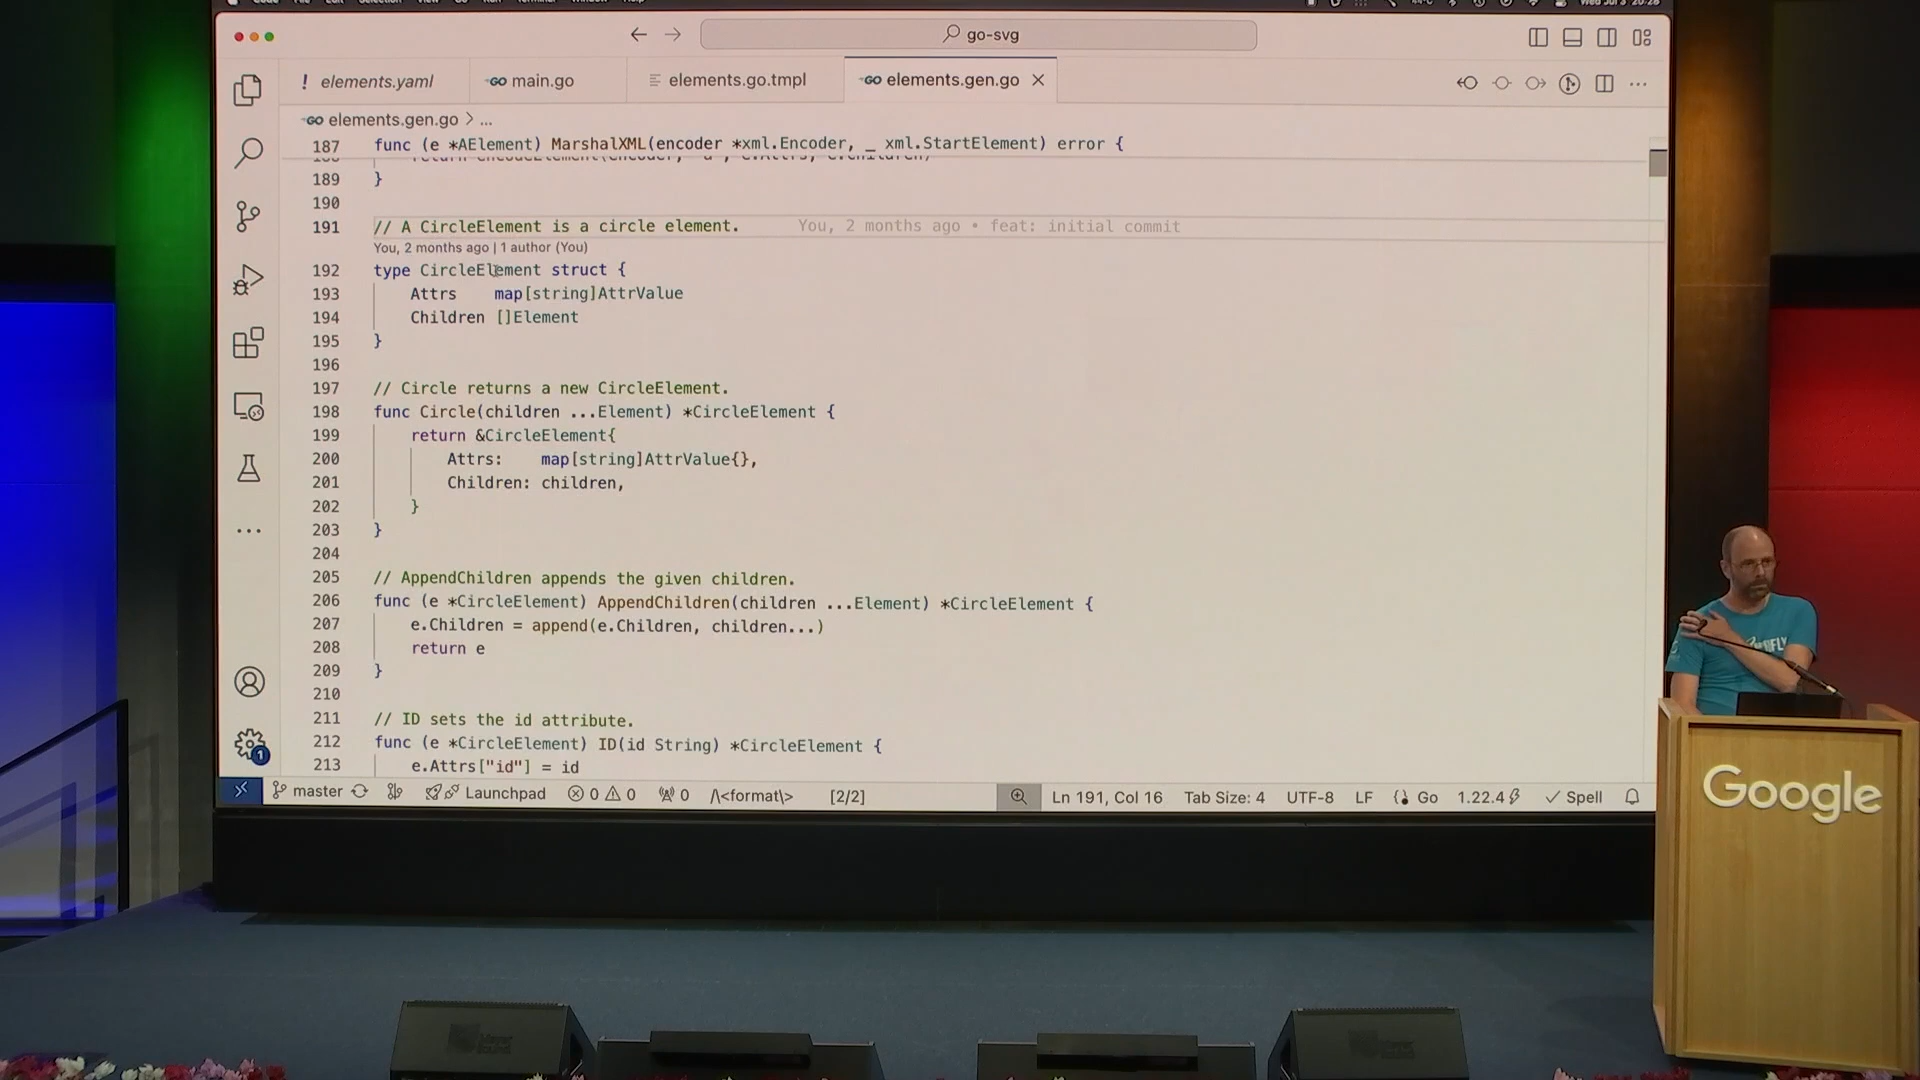 go-svg
! elements.yaml
GO main.go
elements.go.tmpl
GO elements.gen.go
GO elements.gen.go > ...
187 func (e *AElement) MarshalXML(encoder *xml.Encoder, _ xml.StartElement) error {
189 }
190
191 // A CircleElement is a circle element. You, 2 months ago • feat: initial commit
You, 2 months ago | 1 author (You)
192 type CircleElement struct {
193 Attrs map[string]AttrValue
194 Children []Element
195 }
196
197 // Circle returns a new CircleElement.
198 func Circle(children ...Element) *CircleElement {
199 return &CircleElement{
200 Attrs: map[string]AttrValue{},
201 Children: children,
202 }
203 }
204
205 // AppendChildren appends the given children.
206 func (e *CircleElement) AppendChildren(children ...Element) *CircleElement {
207 e.Children = append(e.Children, children...)
208 return e
209 }
210
211 // ID sets the id attribute.
212 func (e *CircleElement) ID(id String) *CircleElement {
213 e.Attrs["id"] = id
1
master Launchpad 0 0 0 /\<format\> [2/2] Ln 191, Col 16 Tab Size: 4 UTF-8 LF Go 1.22.4 Spell
Google